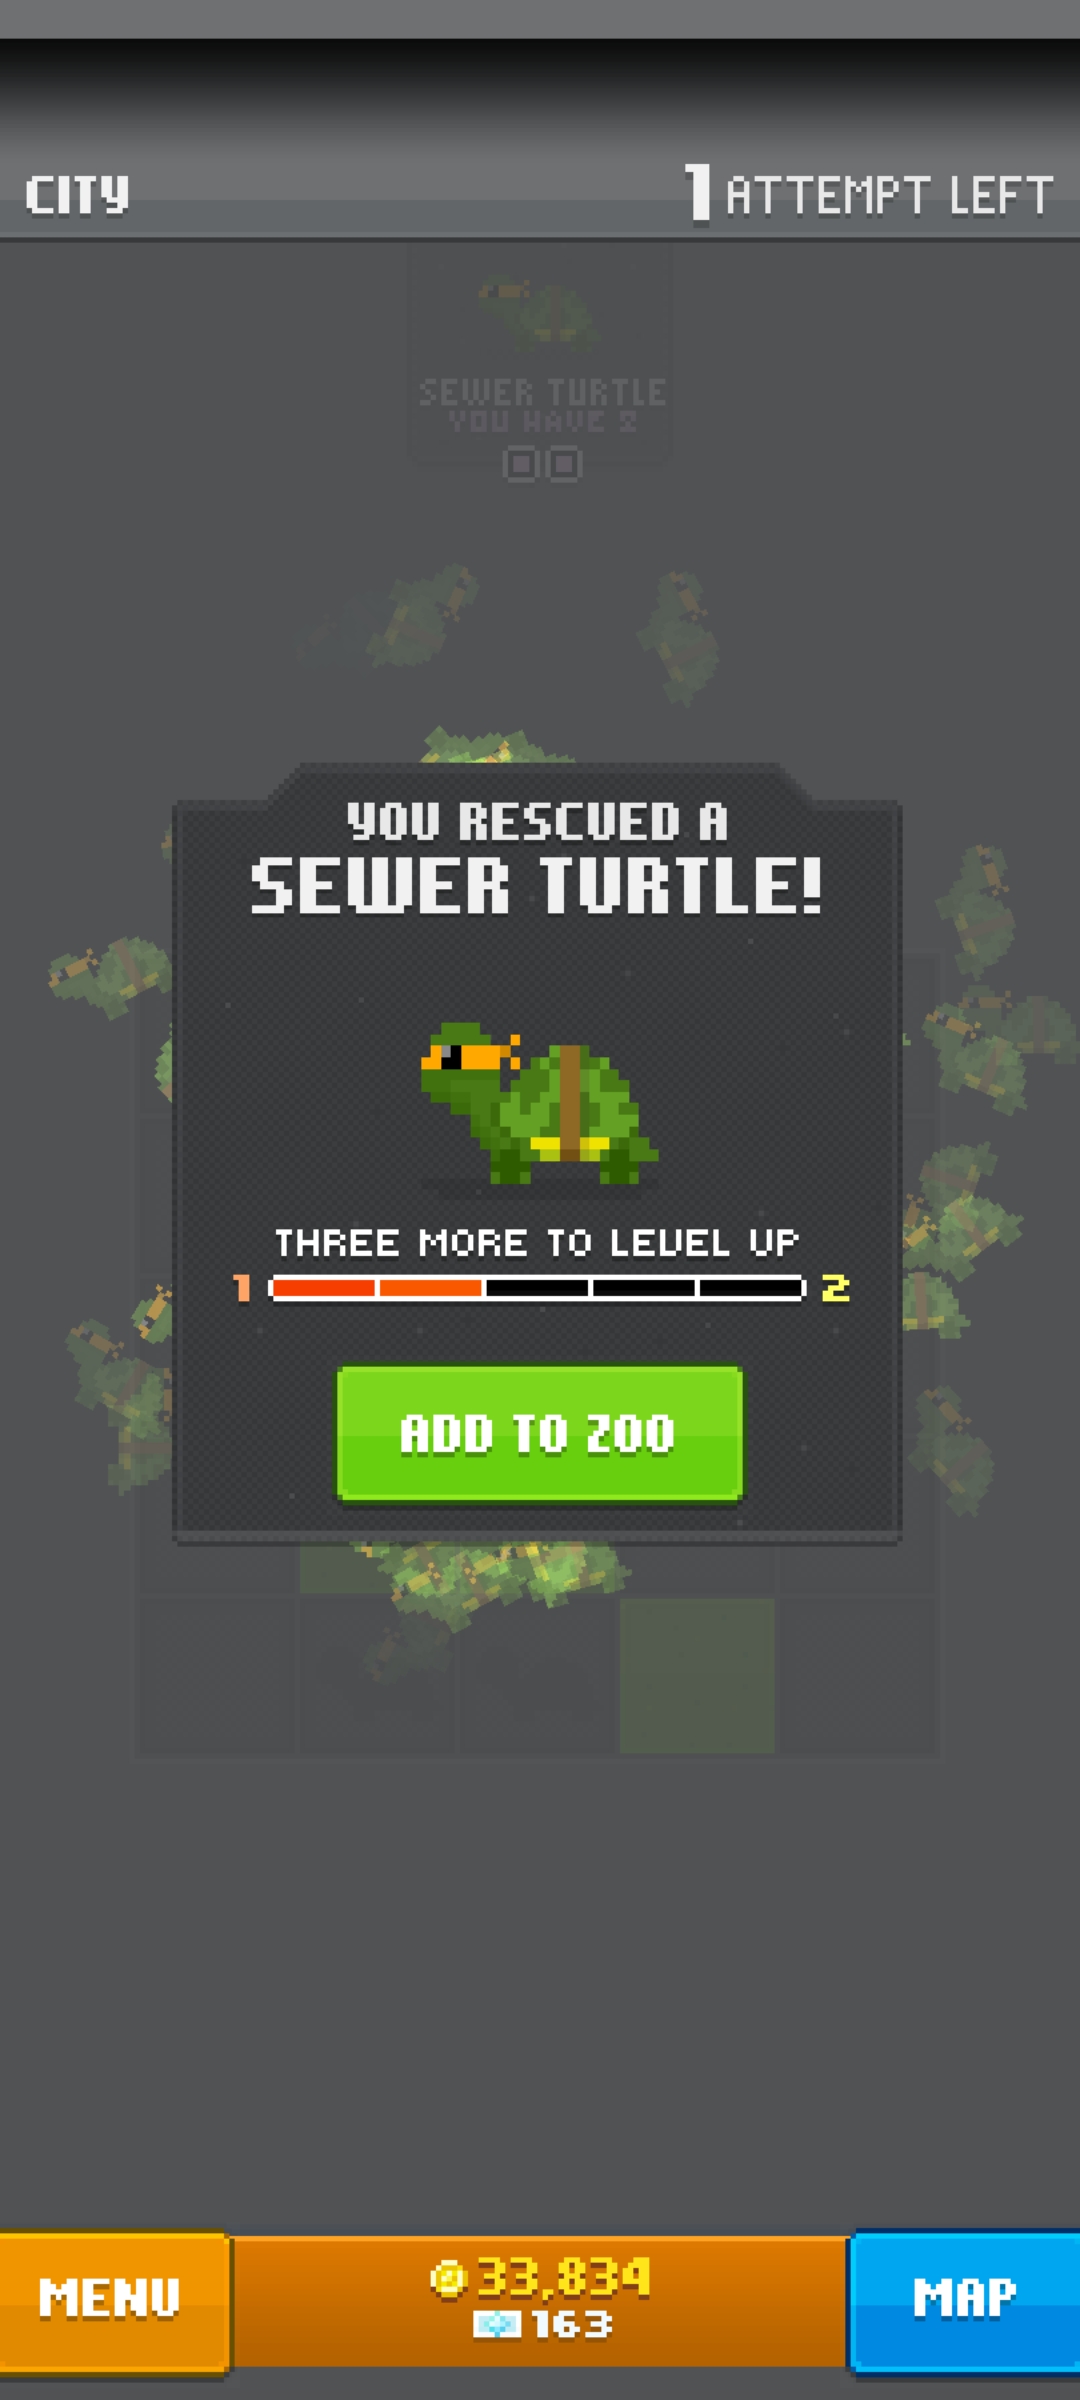 CITY
1 ATTEMPT LEFT
SEWER TURTLE
YOU HAVE 2
YOU RESCUED A
SEWER TURTLE!
THREE MORE TO LEVEL UP
1 2
ADD TO ZOO
MENU
33,834
163
MAP